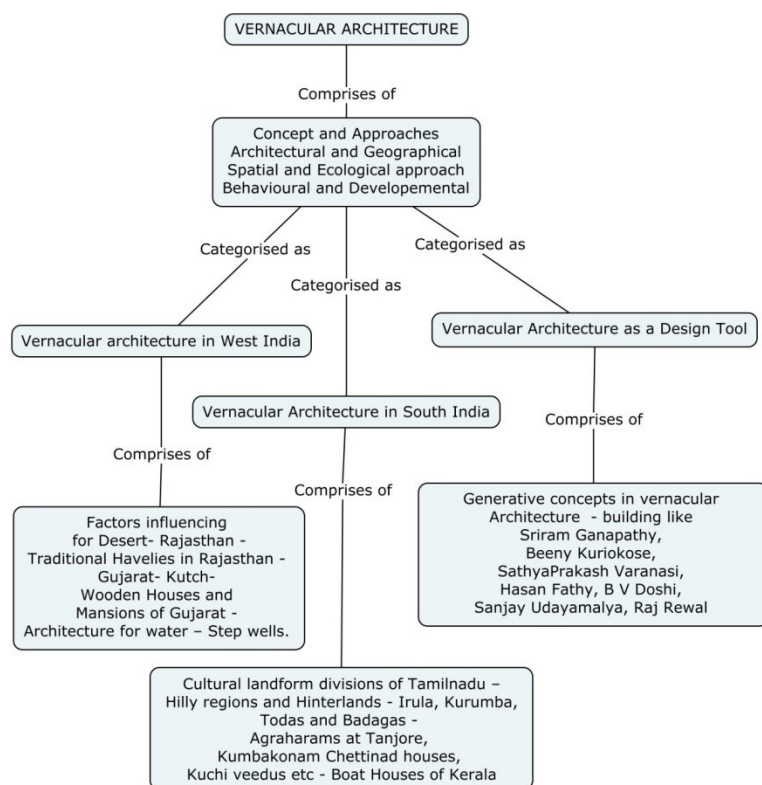 VERNACULAR ARCHITECTURE
Comprises of
Concept and Approaches
Architectural and Geographical
Spatial and Ecological approach
Behavioural and Developemental
Categorised as
Categorised as
Categorised as
Vernacular architecture in West India
Vernacular Architecture in South India
Vernacular Architecture as a Design Tool
Comprises of
Comprises of
Comprises of
Factors influencing
for Desert- Rajasthan -
Traditional Havelies in Rajasthan -
Gujarat- Kutch-
Wooden Houses and
Mansions of Gujarat -
Architecture for water – Step wells.
Cultural landform divisions of Tamilnadu –
Hilly regions and Hinterlands - Irula, Kurumba,
Todas and Badagas -
Agraharams at Tanjore,
Kumbakonam Chettinad houses,
Kuchi veedus etc - Boat Houses of Kerala
Generative concepts in vernacular
Architecture - building like
Sriram Ganapathy,
Beeny Kuriokose,
SathyaPrakash Varanasi,
Hasan Fathy, B V Doshi,
Sanjay Udayamalya, Raj Rewal